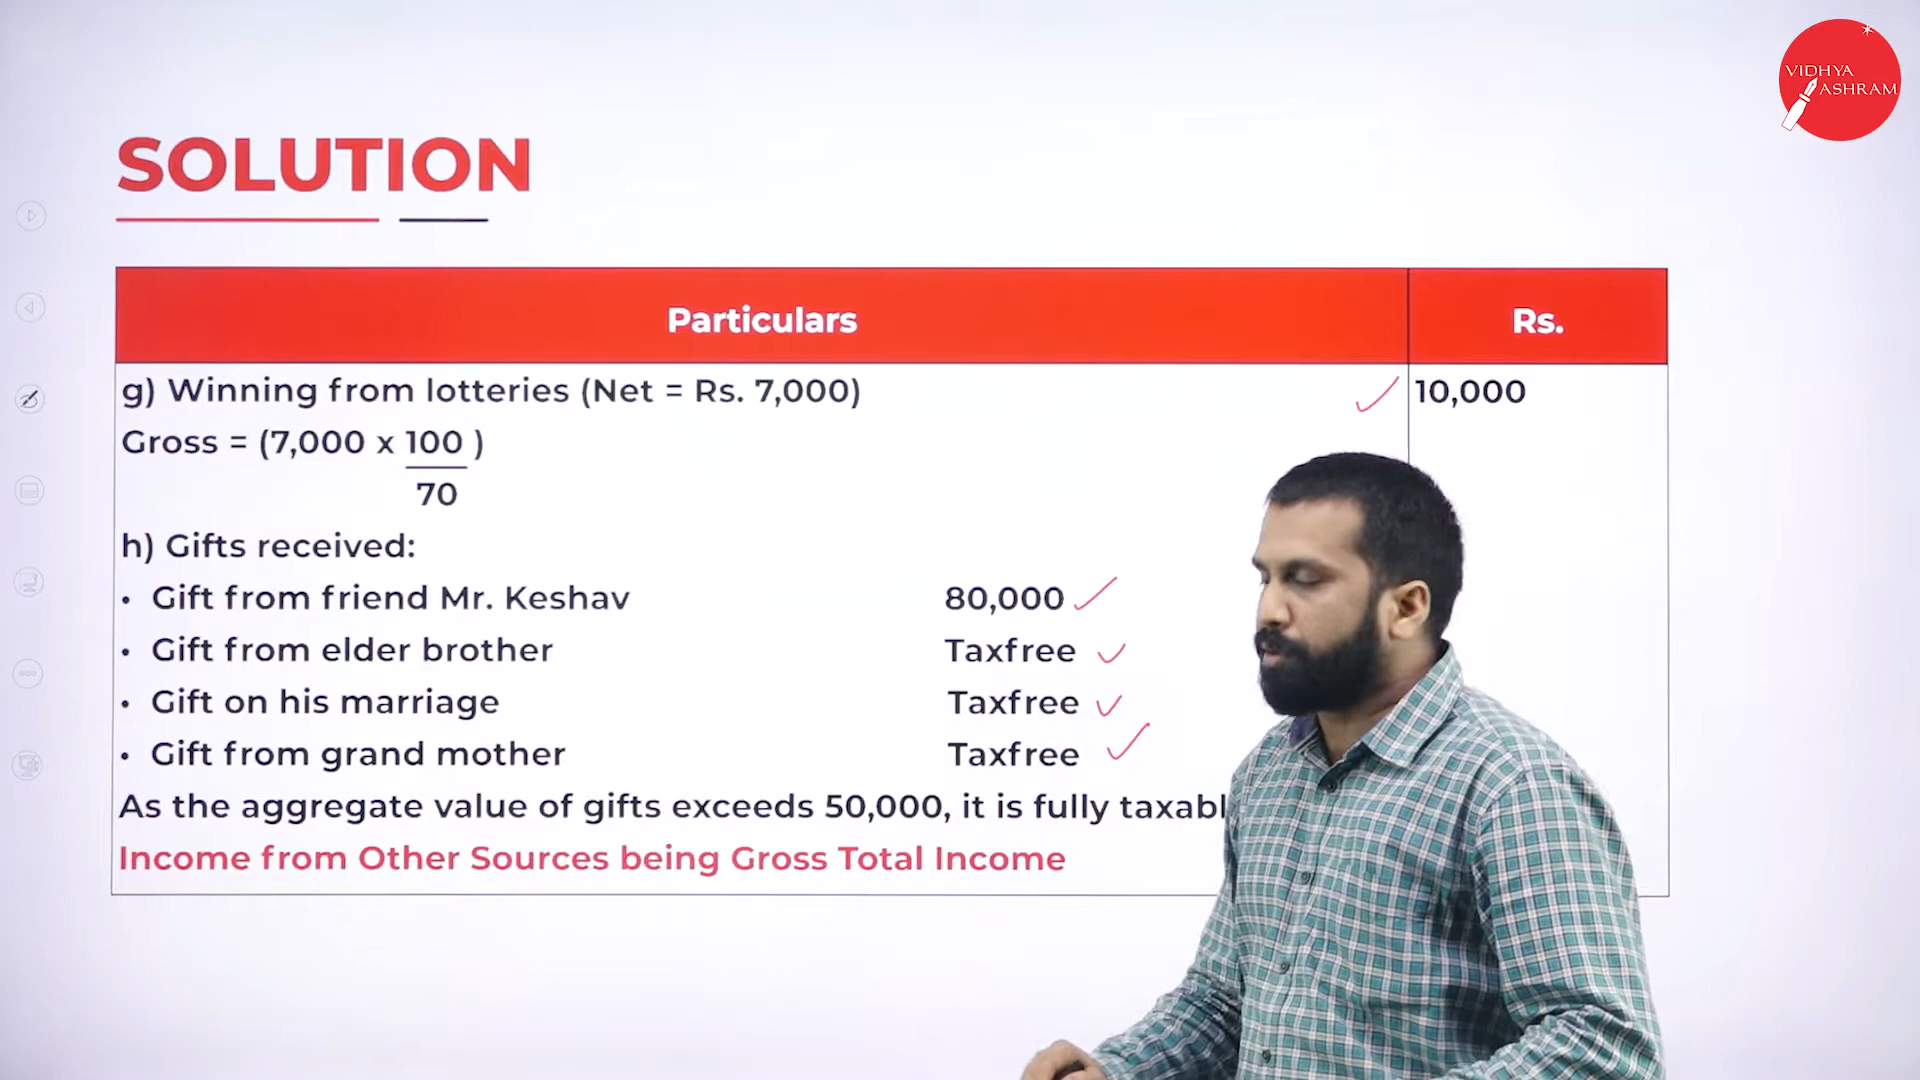 VIDHYA
ASHRAM
SOLUTION
Particulars Rs.
g) Winning from lotteries (Net = Rs. 7,000) 10,000
Gross = (7,000 x 100 )
70
h) Gifts received:
• Gift from friend Mr. Keshav 80,000
• Gift from elder brother Taxfree
• Gift on his marriage Taxfree
• Gift from grand mother Taxfree
As the aggregate value of gifts exceeds 50,000, it is fully
Income from Other Sources being Gross Total Income